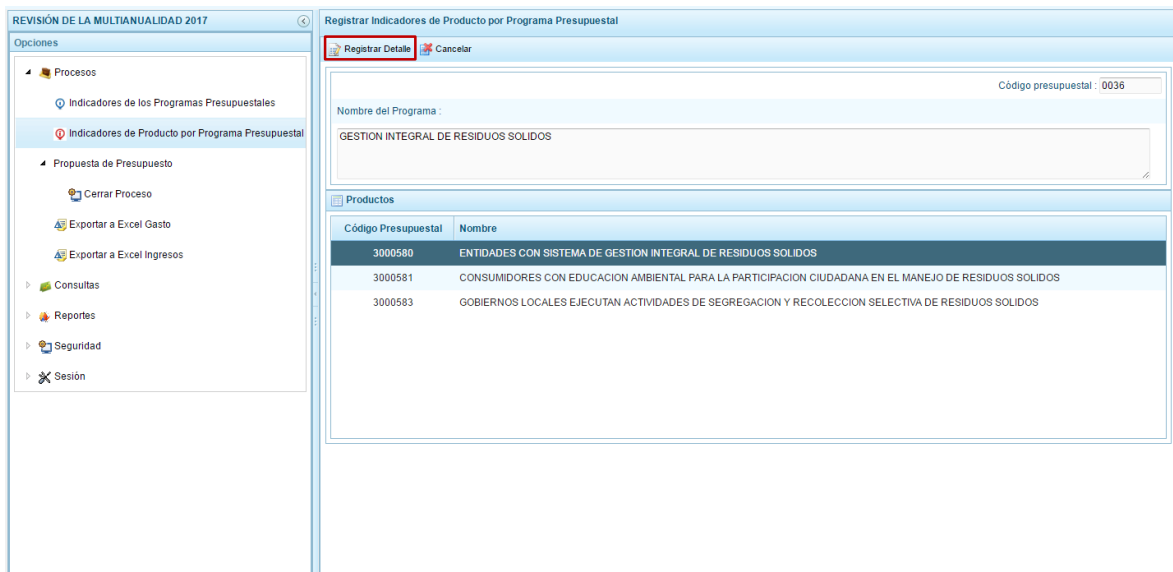 REVISIÓN DE LA MULTIANUALIDAD 2017
Opciones
Procesos
Indicadores de los Programas Presupuestales
Indicadores de Producto por Programa Presupuestal
Propuesta de Presupuesto
Cerrar Proceso
Exportar a Excel Gasto
Exportar a Excel Ingresos
Consultas
Reportes
Seguridad
Sesión
Registrar Indicadores de Producto por Programa Presupuestal
Registrar Detalle Cancelar
Código presupuestal : 0036
Nombre del Programa :
GESTION INTEGRAL DE RESIDUOS SOLIDOS
Productos
Código Presupuestal Nombre
3000580 ENTIDADES CON SISTEMA DE GESTION INTEGRAL DE RESIDUOS SOLIDOS
3000581 CONSUMIDORES CON EDUCACION AMBIENTAL PARA LA PARTICIPACION CIUDADANA EN EL MANEJO DE RESIDUOS SOLIDOS
3000583 GOBIERNOS LOCALES EJECUTAN ACTIVIDADES DE SEGREGACION Y RECOLECCION SELECTIVA DE RESIDUOS SOLIDOS